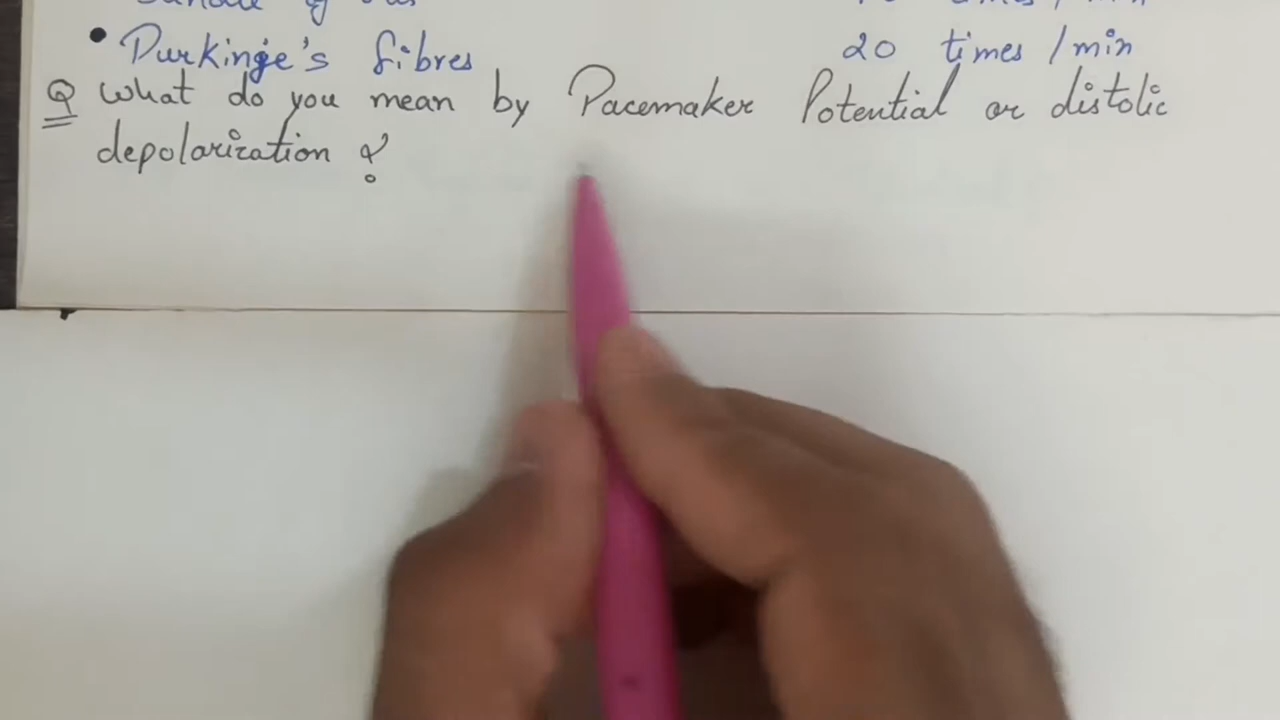 • Purkinje's fibres 20 times / min
Q What do you mean by Pacemaker Potential or distolic
depolarization ?